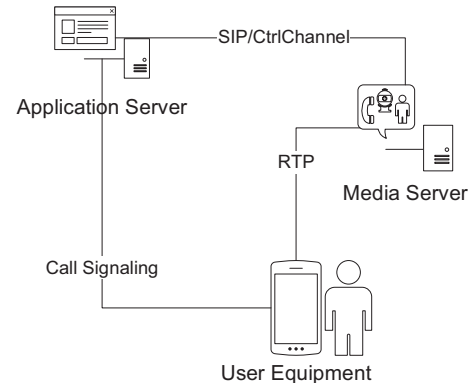 SIP/CtrlChannel
Application Server
RTP
Media Server
Call Signaling
User Equipment